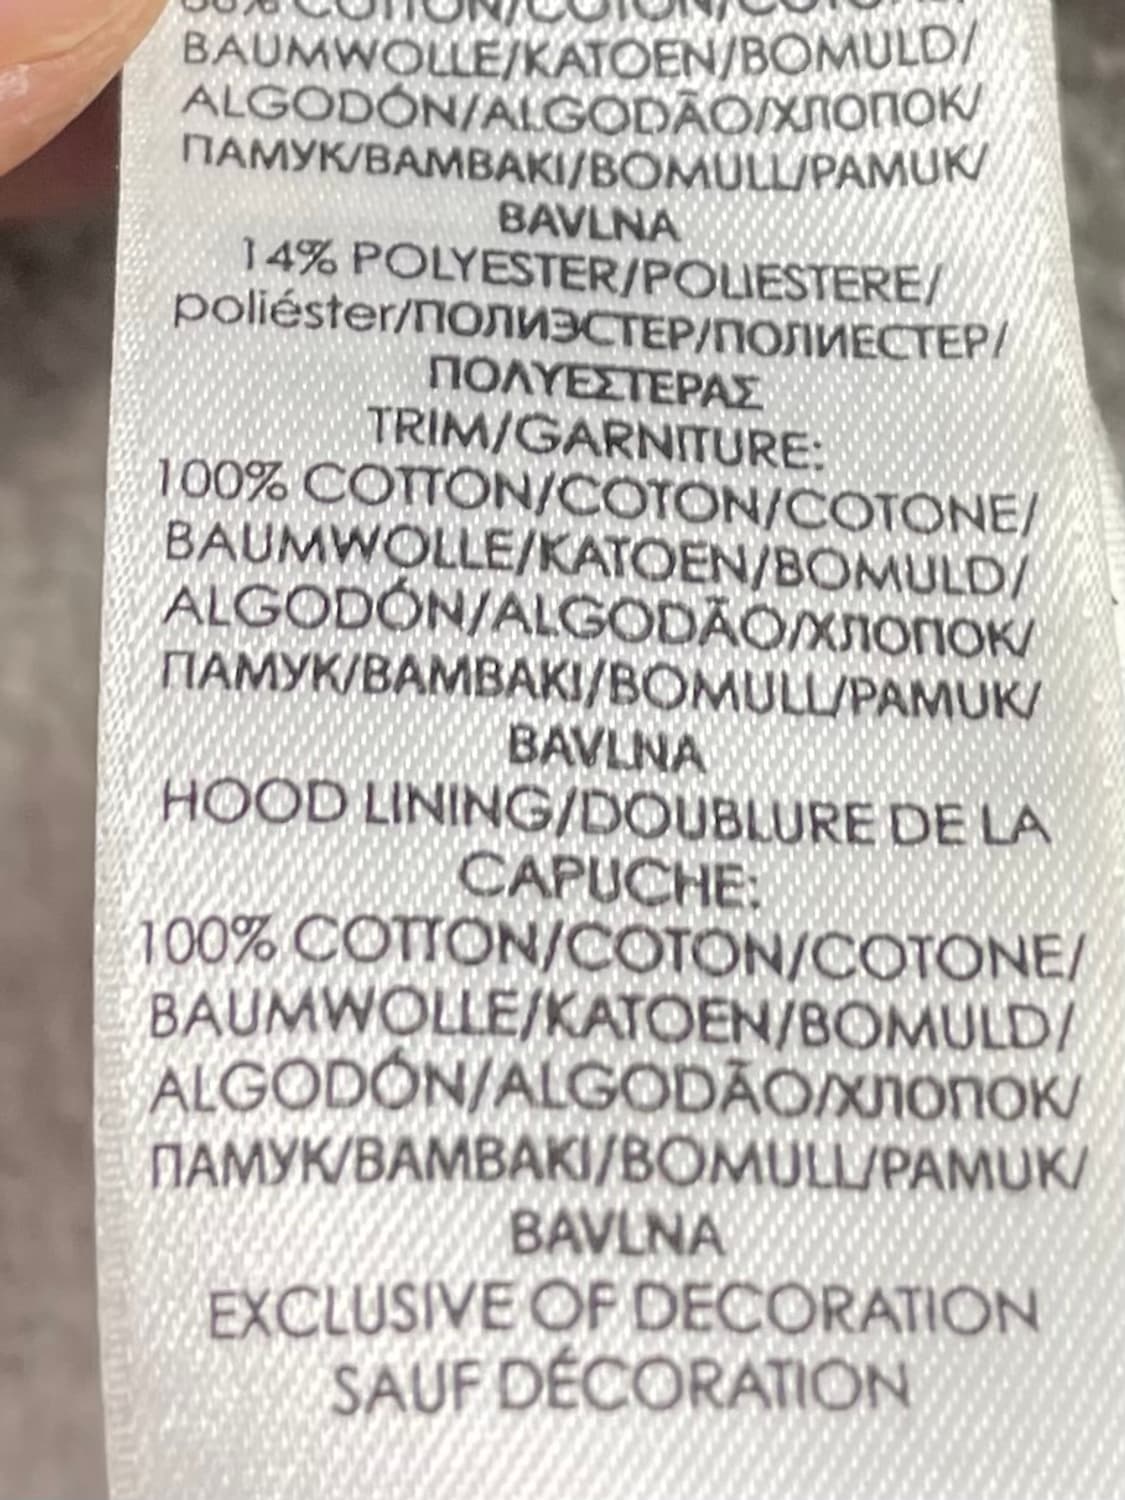 COTTON/COTON/COTONE/
BAUMWOLLE/KATOEN/BOMULD/
ALGODÓN/ALGODÃO/ХЛОПОК/
ПАМУК/BAMBAKI/BOMULL/PAMUK/
BAVLNA
14% POLYESTER/POLIESTERE/
poliéster/ПОЛИЭСТЕР/ПОЛИЕСТЕР/
ΠΟΛΥΕΣΤΕΡΑΣ
TRIM/GARNITURE:
100% COTTON/COTON/COTONE/
BAUMWOLLE/KATOEN/BOMULD/
ALGODÓN/ALGODÃO/ХЛОПОК/
ПАМУК/BAMBAKI/BOMULL/PAMUK/
BAVLNA
HOOD LINING/DOUBLURE DE LA
CAPUCHE:
100% COTTON/COTON/COTONE/
BAUMWOLLE/KATOEN/BOMULD/
ALGODÓN/ALGODÃO/ХЛОПОК/
ПАМУК/BAMBAKI/BOMULL/PAMUK/
BAVLNA
EXCLUSIVE OF DECORATION
SAUF DÉCORATION